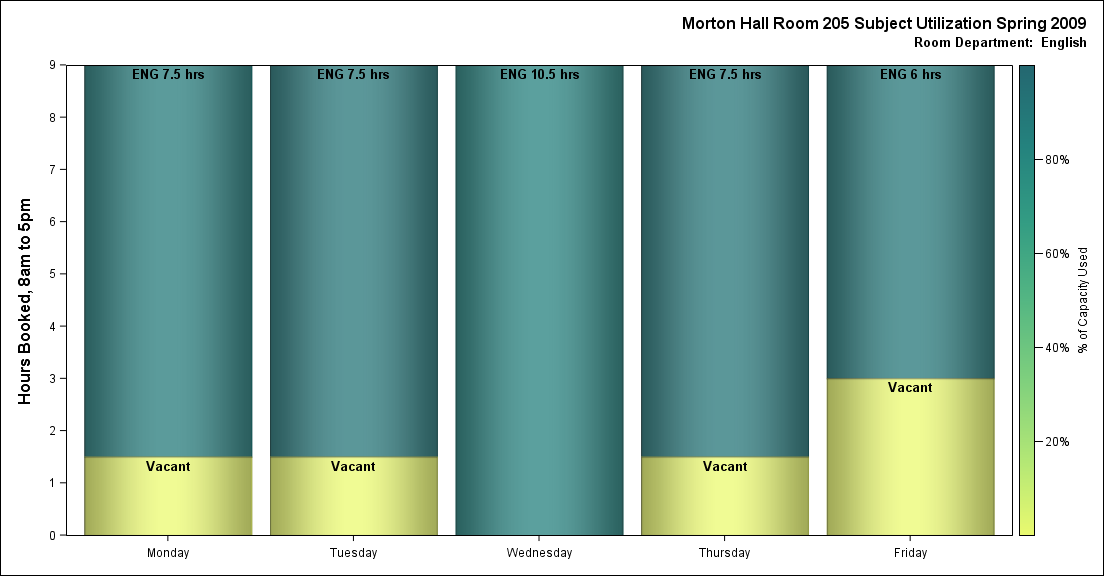 Morton Hall Room 205 Subject Utilization Spring 2009
Room Department: English
Hours Booked, 8am to 5pm
9
8
7
6
5
4
3
2
1
0
ENG 7.5 hrs
ENG 7.5 hrs
ENG 10.5 hrs
ENG 7.5 hrs
ENG 6 hrs
Vacant
Vacant
Vacant
Vacant
Monday
Tuesday
Wednesday
Thursday
Friday
80%
60%
40%
20%
% of Capacity Used